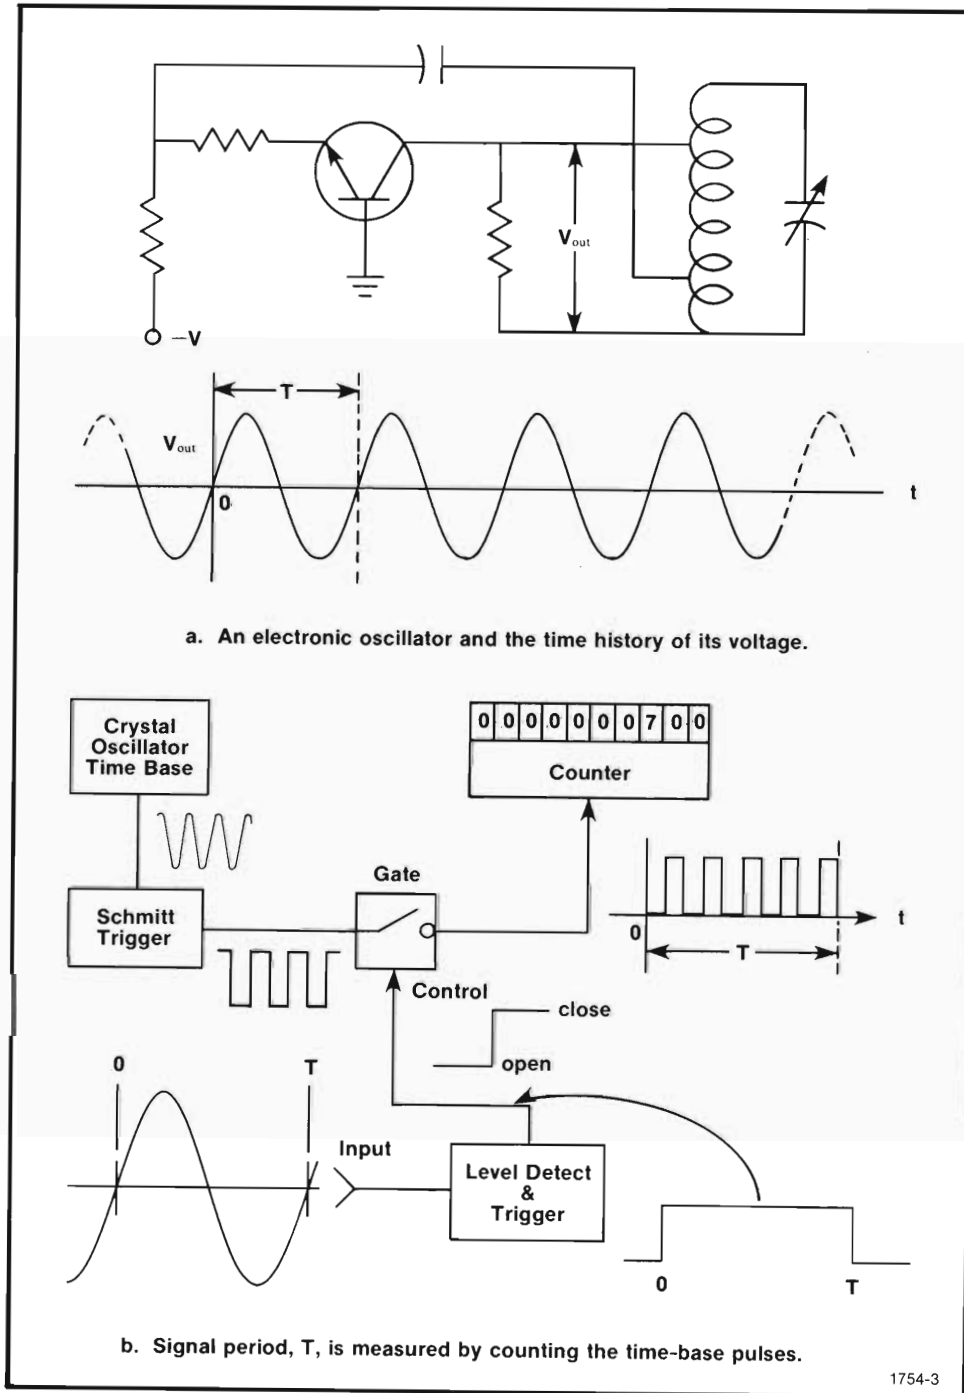 −V
Vout
T
Vout
0
t
a. An electronic oscillator and the time history of its voltage.
Crystal
Oscillator
Time Base
0 0 0 0 0 0 0 7 0 0
Counter
Gate
Schmitt
Trigger
t
0
T
Control
close
open
0
T
Input
Level Detect
&
Trigger
0
T
b. Signal period, T, is measured by counting the time-base pulses.
1754-3